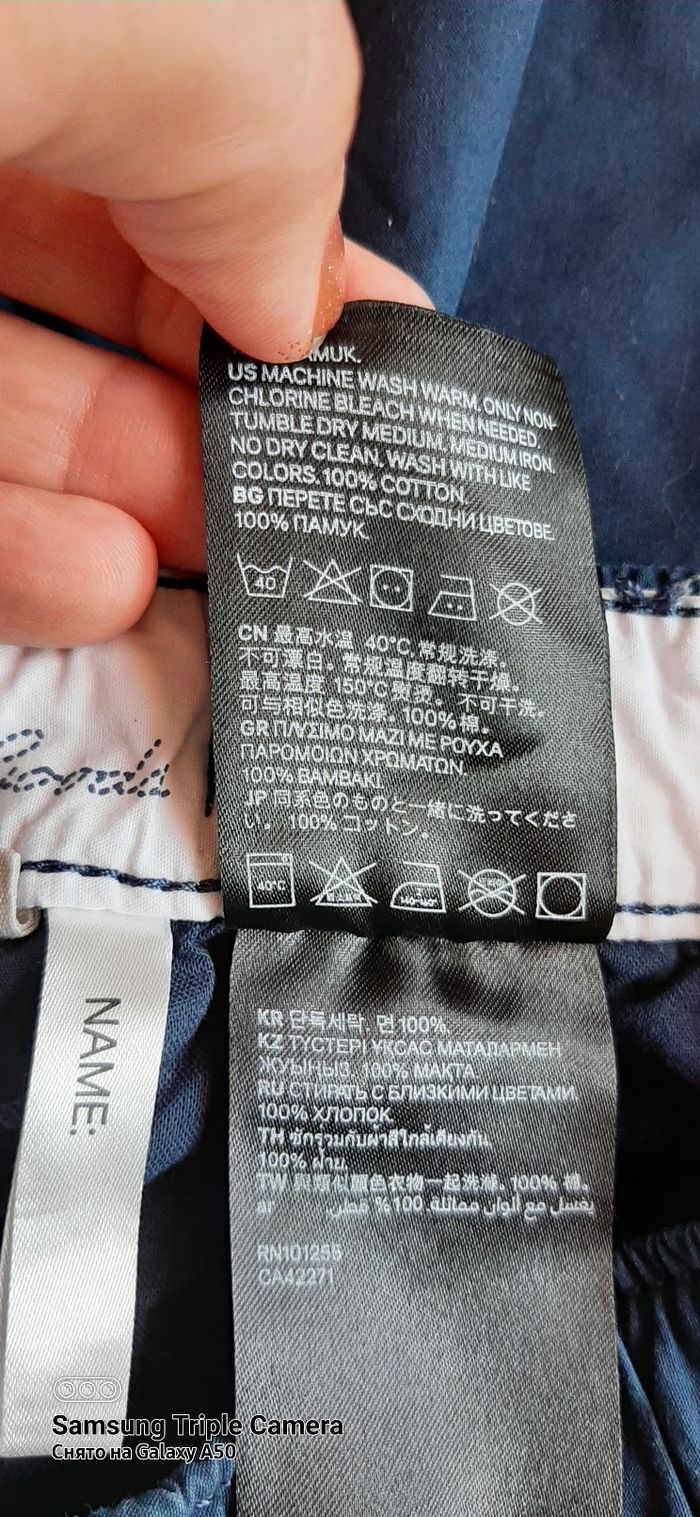 AMUK.
US MACHINE WASH WARM. ONLY NON-
CHLORINE BLEACH WHEN NEEDED.
TUMBLE DRY MEDIUM. MEDIUM IRON.
NO DRY CLEAN. WASH WITH LIKE
COLORS. 100% COTTON.
BG ПЕРЕТЕ СЪС СХОДНИ ЦВЕТОВЕ.
100% ПАМУК.
40
CN 最高水温 40°C. 常规洗涤。
不可漂白。常规温度翻转干燥。
最高温度 150°C 熨烫。不可干洗。
可与相似色洗涤。100% 棉。
GR ΠΛΥΣΙΜΟ ΜΑΖΙ ΜΕ ΡΟΥΧΑ
ΠΑΡΟΜΟΙΩΝ ΧΡΩΜΑΤΩΝ.
100% ΒΑΜΒΑΚΙ.
JP 同系色のものと一緒に洗ってくださ
い。 100% コットン。
40°C
KR 단독세탁. 면 100%.
KZ ТҮСТЕРІ ҰҚСАС МАТАЛАРМЕН
ЖУЫҢЫЗ. 100% МАҚТА
RU СТИРАТЬ С БЛИЗКИМИ ЦВЕТАМИ.
100% ХЛОПОК
TH ซักรวมกับผ้าสีใกล้เคียงกัน
100% ฝ้าย
TW 與類似顏色衣物一起洗滌. 100% 棉.
ar يغسل مع ألوان مماثلة. 100% قطن
RN101255
CA42271
NAME:
Samsung Triple Camera
Снято на Galaxy A50